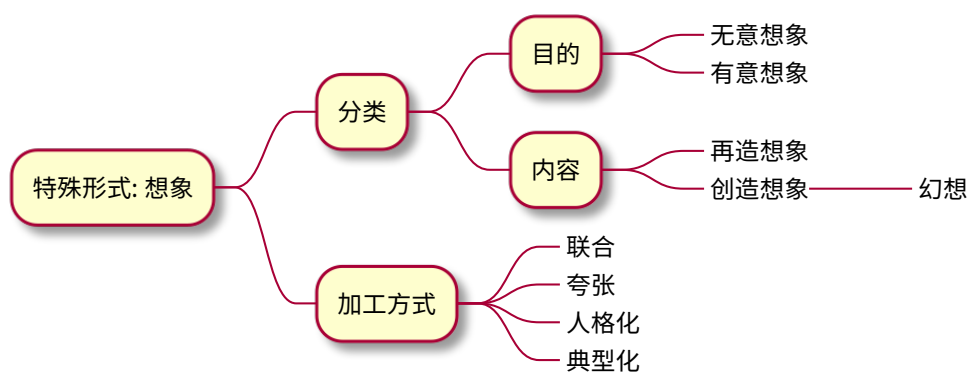 特殊形式: 想象
分类
目的
无意想象
有意想象
内容
再造想象
创造想象
幻想
加工方式
联合
夸张
人格化
典型化